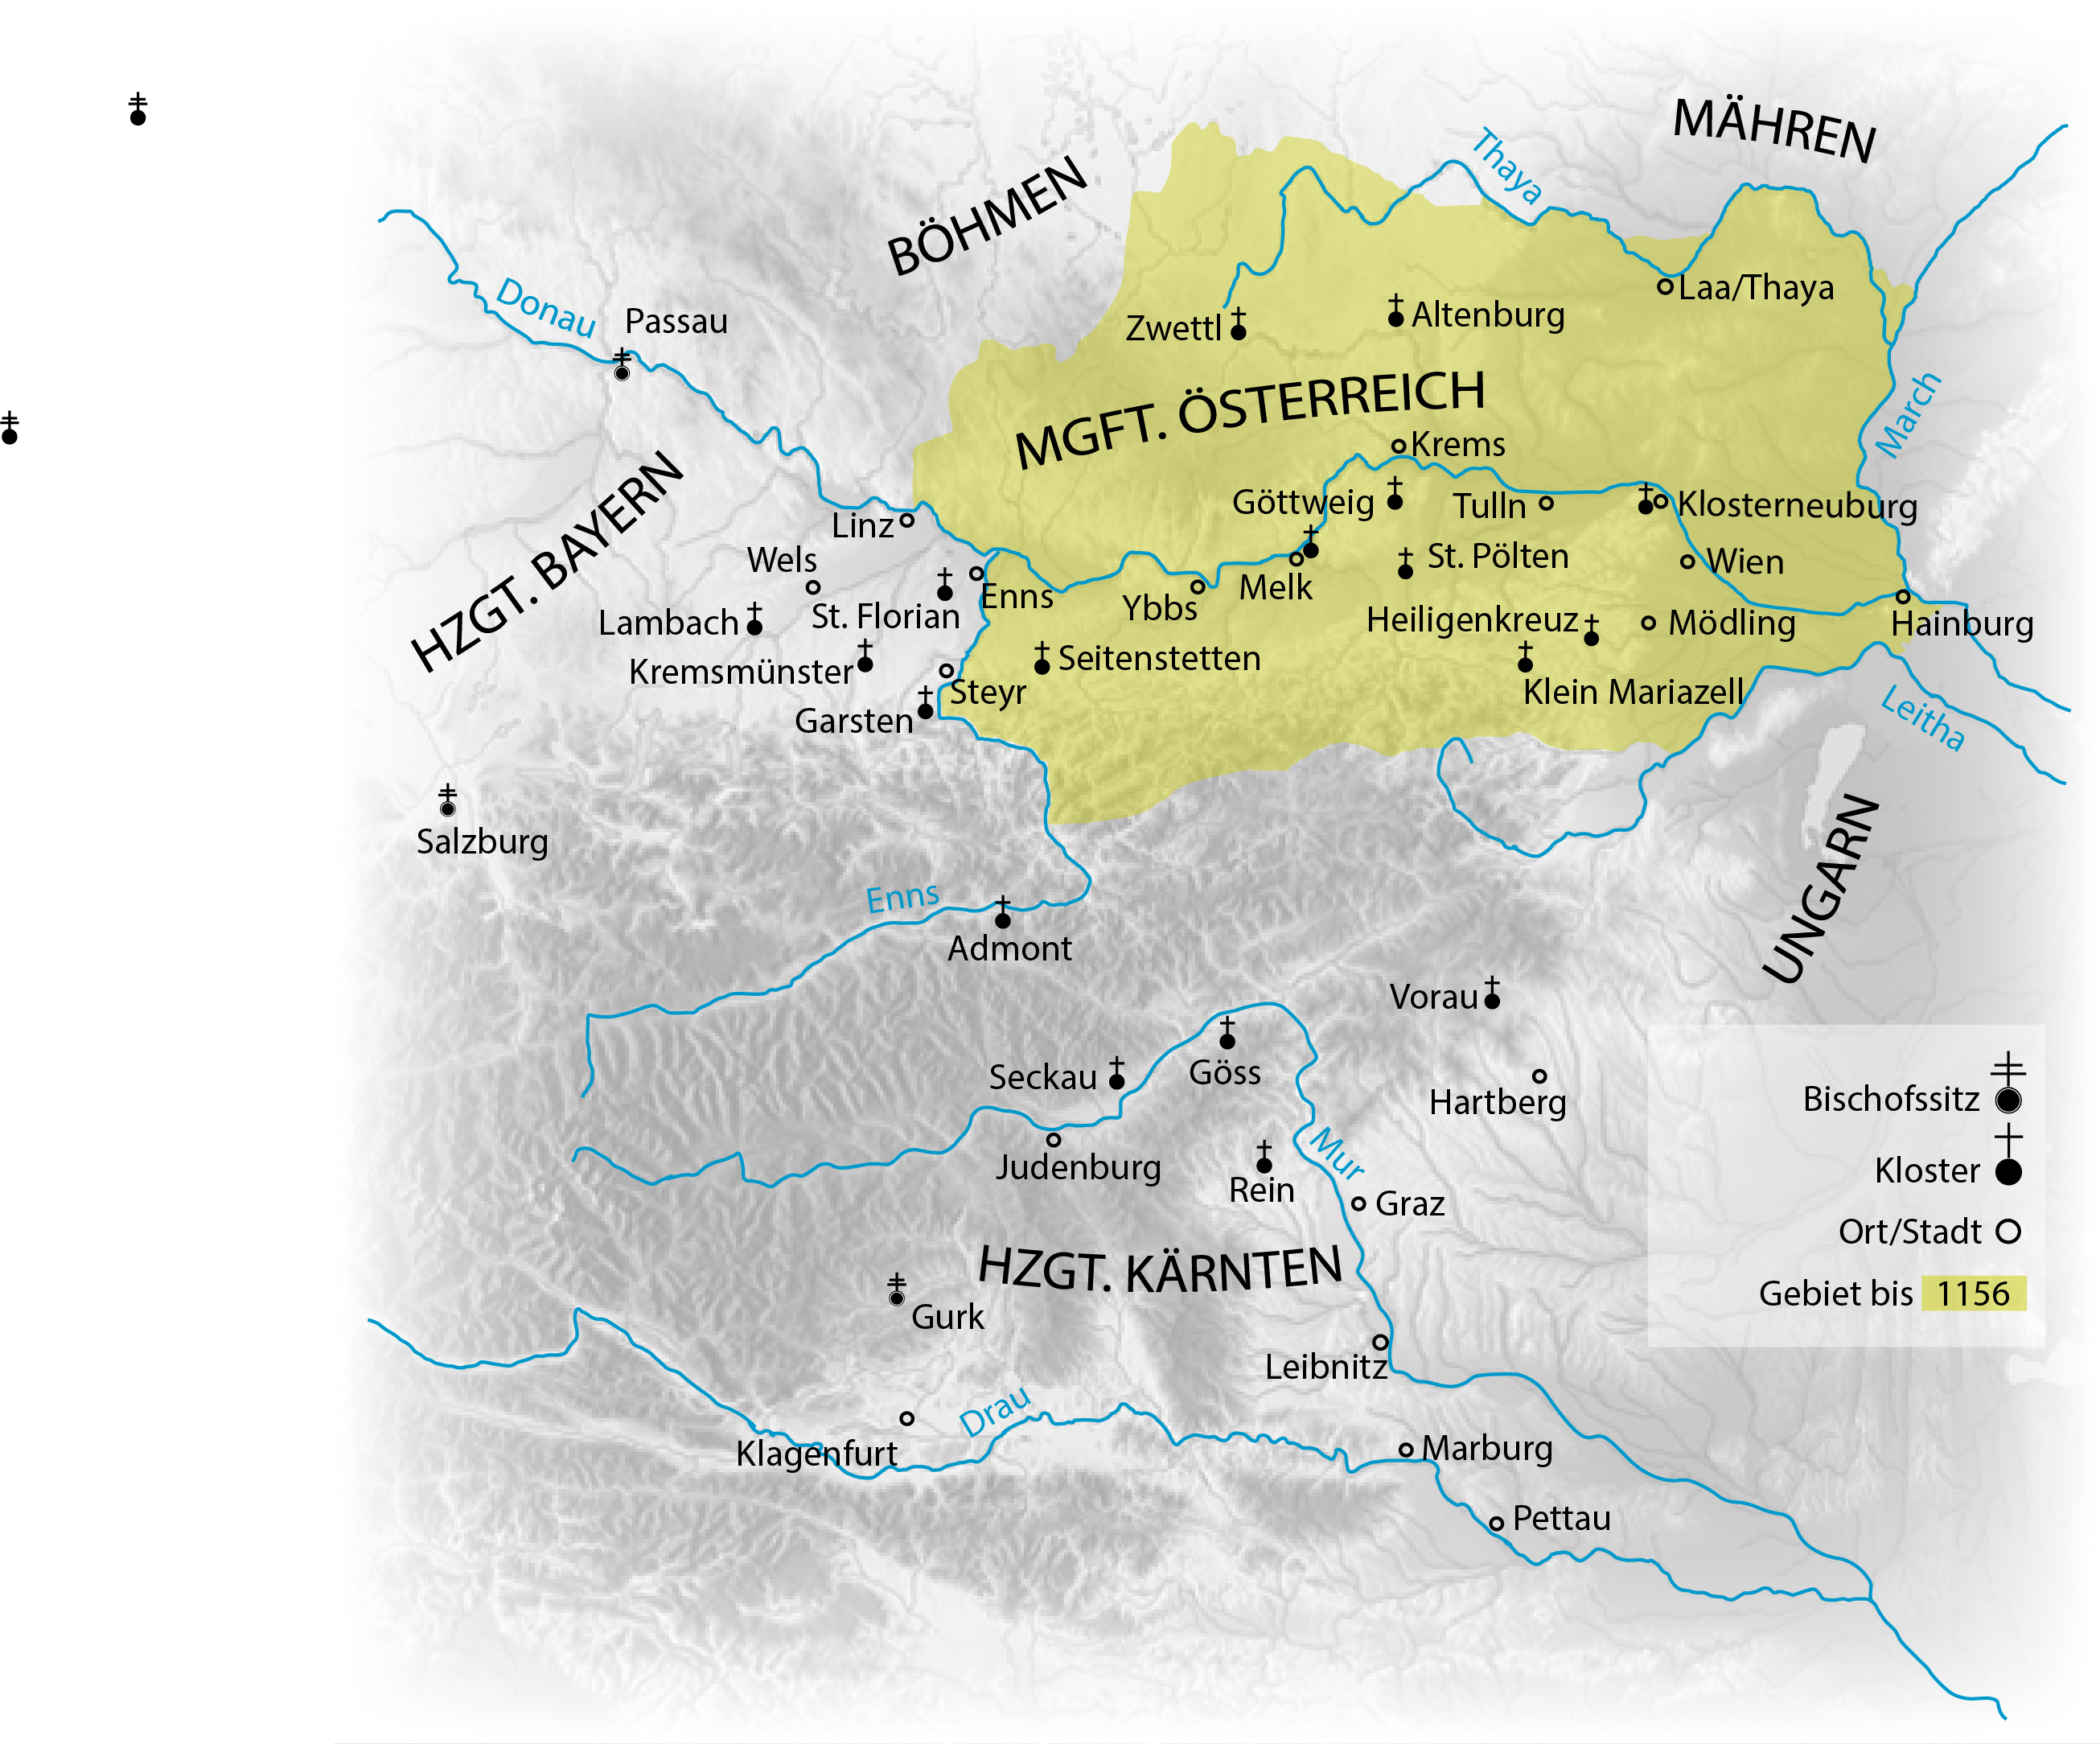 MÄHREN
Thaya
BÖHMEN
Donau
Passau
Laa/Thaya
Zwettl
Altenburg
MGFT. ÖSTERREICH
March
Krems
HZGT. BAYERN
Göttweig
Tulln
Klosterneuburg
Linz
Wels
St. Pölten
Wien
Enns
Melk
Ybbs
St. Florian
Lambach
Heiligenkreuz
Mödling
Hainburg
Kremsmünster
Seitenstetten
Steyr
Klein Mariazell
Garsten
Leitha
Salzburg
UNGARN
Enns
Admont
Vorau
Seckau
Göss
Hartberg
Bischofssitz
Judenburg
Mur
Rein
Kloster
Graz
Ort/Stadt
HZGT. KÄRNTEN
Gebiet bis 1156
Gurk
Leibnitz
Drau
Klagenfurt
Marburg
Pettau